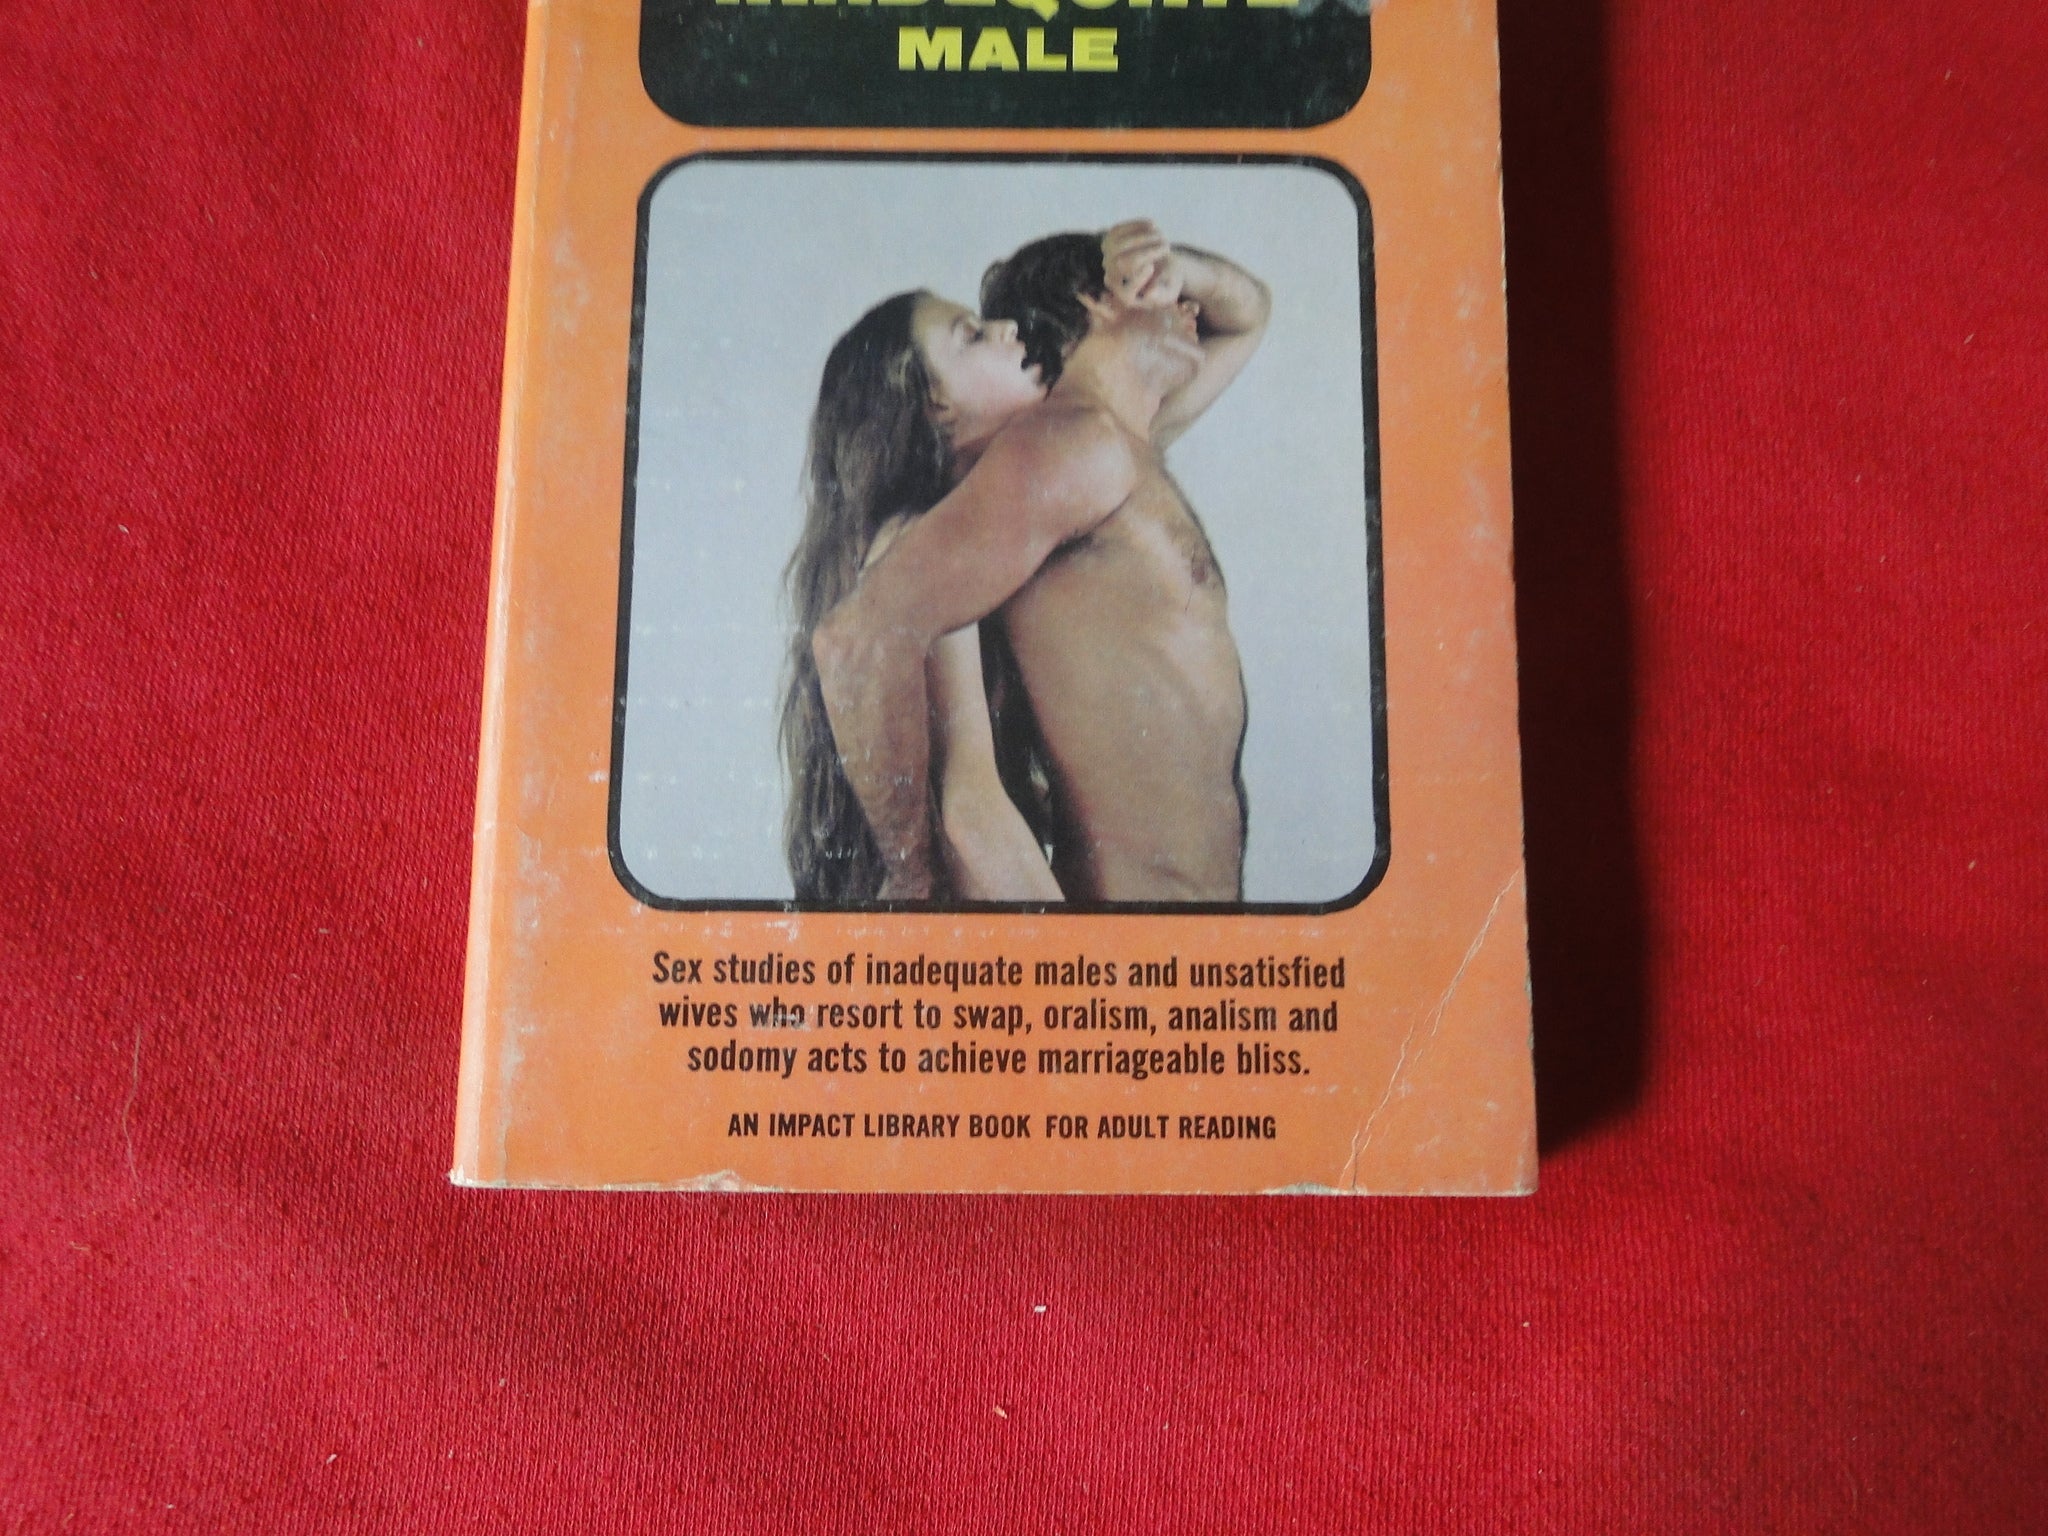 INADEQUATE
MALE
Sex studies of inadequate males and unsatisfied
wives who resort to swap, oralism, analism and
sodomy acts to achieve marriageable bliss.
AN IMPACT LIBRARY BOOK FOR ADULT READING